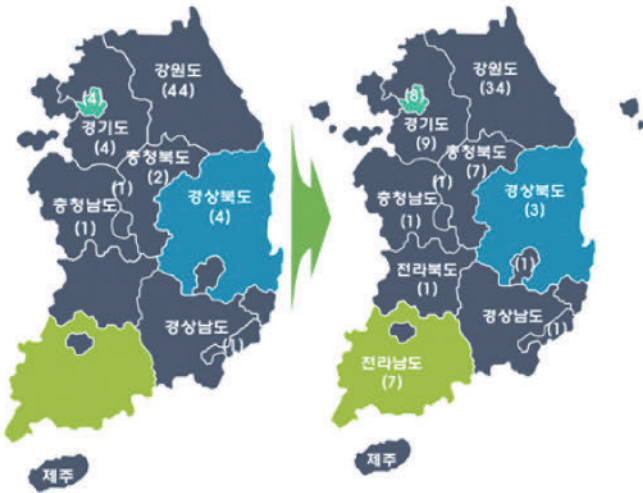 강원도
(44)
(4)
경기도
(4)
충청북도
(2)
(1)
충청남도
(1)
경상북도
(4)
경상남도
(1)
제주
강원도
(34)
(8)
경기도
(9)
충청북도
(7)
(1)
충청남도
(1)
경상북도
(3)
(1)
전라북도
(1)
경상남도
(1)
전라남도
(7)
제주